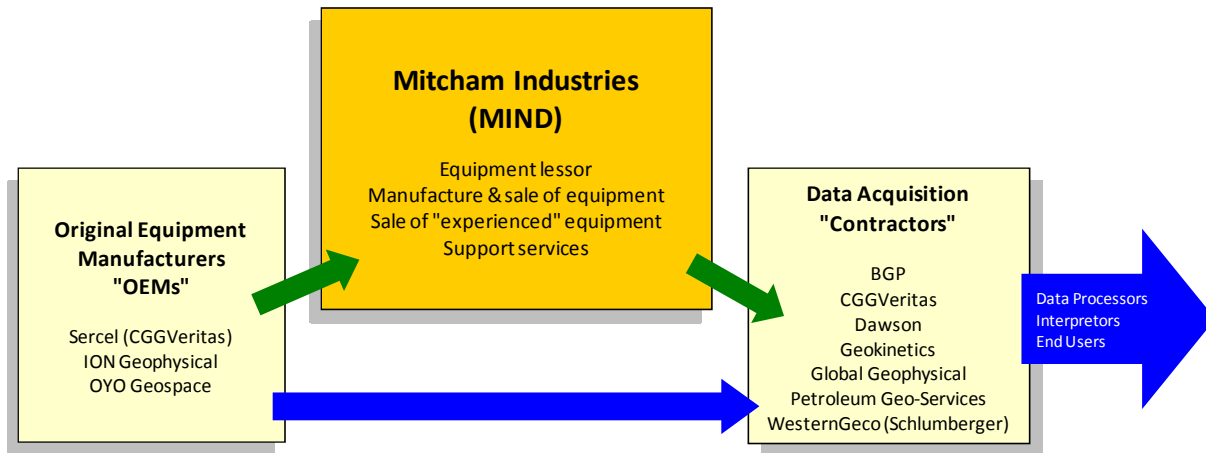 Original Equipment
Manufacturers
"OEMs"
Sercel (CGGVeritas)
ION Geophysical
OYO Geospace
Mitcham Industries
(MIND)
Equipment lessor
Manufacture & sale of equipment
Sale of "experienced" equipment
Support services
Data Acquisition
"Contractors"
BGP
CGGVeritas
Dawson
Geokinetics
Global Geophysical
Petroleum Geo-Services
WesternGeco (Schlumberger)
Data Processors
Interpretors
End Users